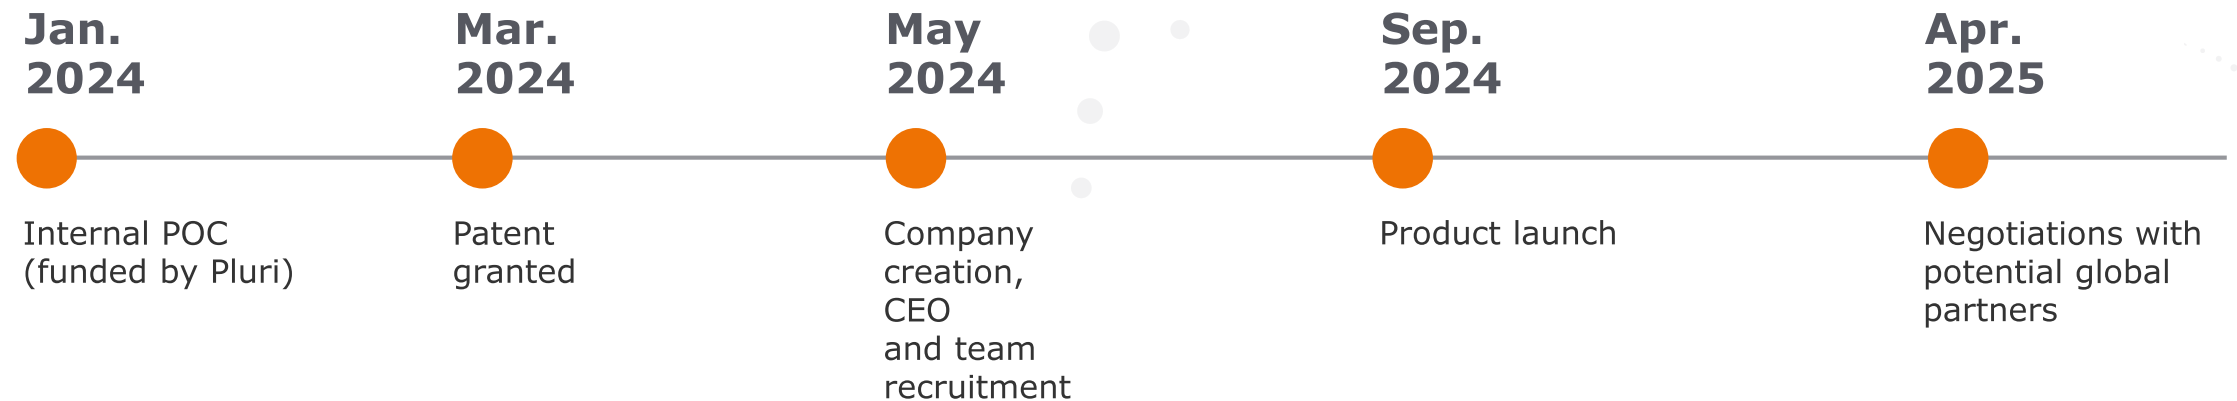 Jan.
2024
Mar.
2024
May
2024
Sep.
2024
Apr.
2025
Internal POC
(funded by Pluri)
Patent
granted
Company
creation,
CEO
and team
recruitment
Product launch
Negotiations with
potential global
partners